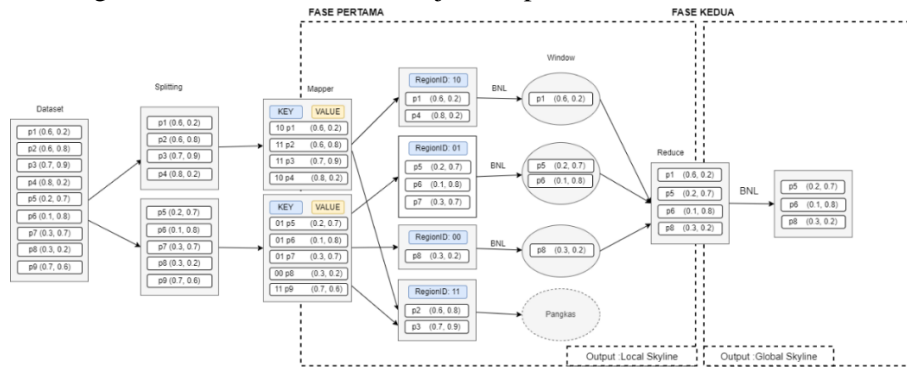 FASE PERTAMA
FASE KEDUA
Dataset
p1 (0.6, 0.2)
p2 (0.6, 0.8)
p3 (0.7, 0.9)
p4 (0.8, 0.2)
p5 (0.2, 0.7)
p6 (0.1, 0.8)
p7 (0.3, 0.7)
p8 (0.3, 0.2)
p9 (0.7, 0.6)
Splitting
p1 (0.6, 0.2)
p2 (0.6, 0.8)
p3 (0.7, 0.9)
p4 (0.8, 0.2)
p5 (0.2, 0.7)
p6 (0.1, 0.8)
p7 (0.3, 0.7)
p8 (0.3, 0.2)
p9 (0.7, 0.6)
Mapper
KEY VALUE
10 p1 (0.6, 0.2)
11 p2 (0.6, 0.8)
11 p3 (0.7, 0.9)
10 p4 (0.8, 0.2)
KEY VALUE
01 p5 (0.2, 0.7)
01 p6 (0.1, 0.8)
01 p7 (0.3, 0.7)
00 p8 (0.3, 0.2)
11 p9 (0.7, 0.6)
RegionID: 10
p1 (0.6, 0.2)
p4 (0.8, 0.2)
RegionID: 01
p5 (0.2, 0.7)
p6 (0.1, 0.8)
p7 (0.3, 0.7)
RegionID: 00
p8 (0.3, 0.2)
RegionID: 11
p2 (0.6, 0.8)
p3 (0.7, 0.9)
BNL
BNL
BNL
Window
p1 (0.6, 0.2)
p5 (0.2, 0.7)
p6 (0.1, 0.8)
p8 (0.3, 0.2)
Pangkas
Reduce
p1 (0.6, 0.2)
p5 (0.2, 0.7)
p6 (0.1, 0.8)
p8 (0.3, 0.2)
BNL
p5 (0.2, 0.7)
p6 (0.1, 0.8)
p8 (0.3, 0.2)
Output :Local Skyline
Output :Global Skyline